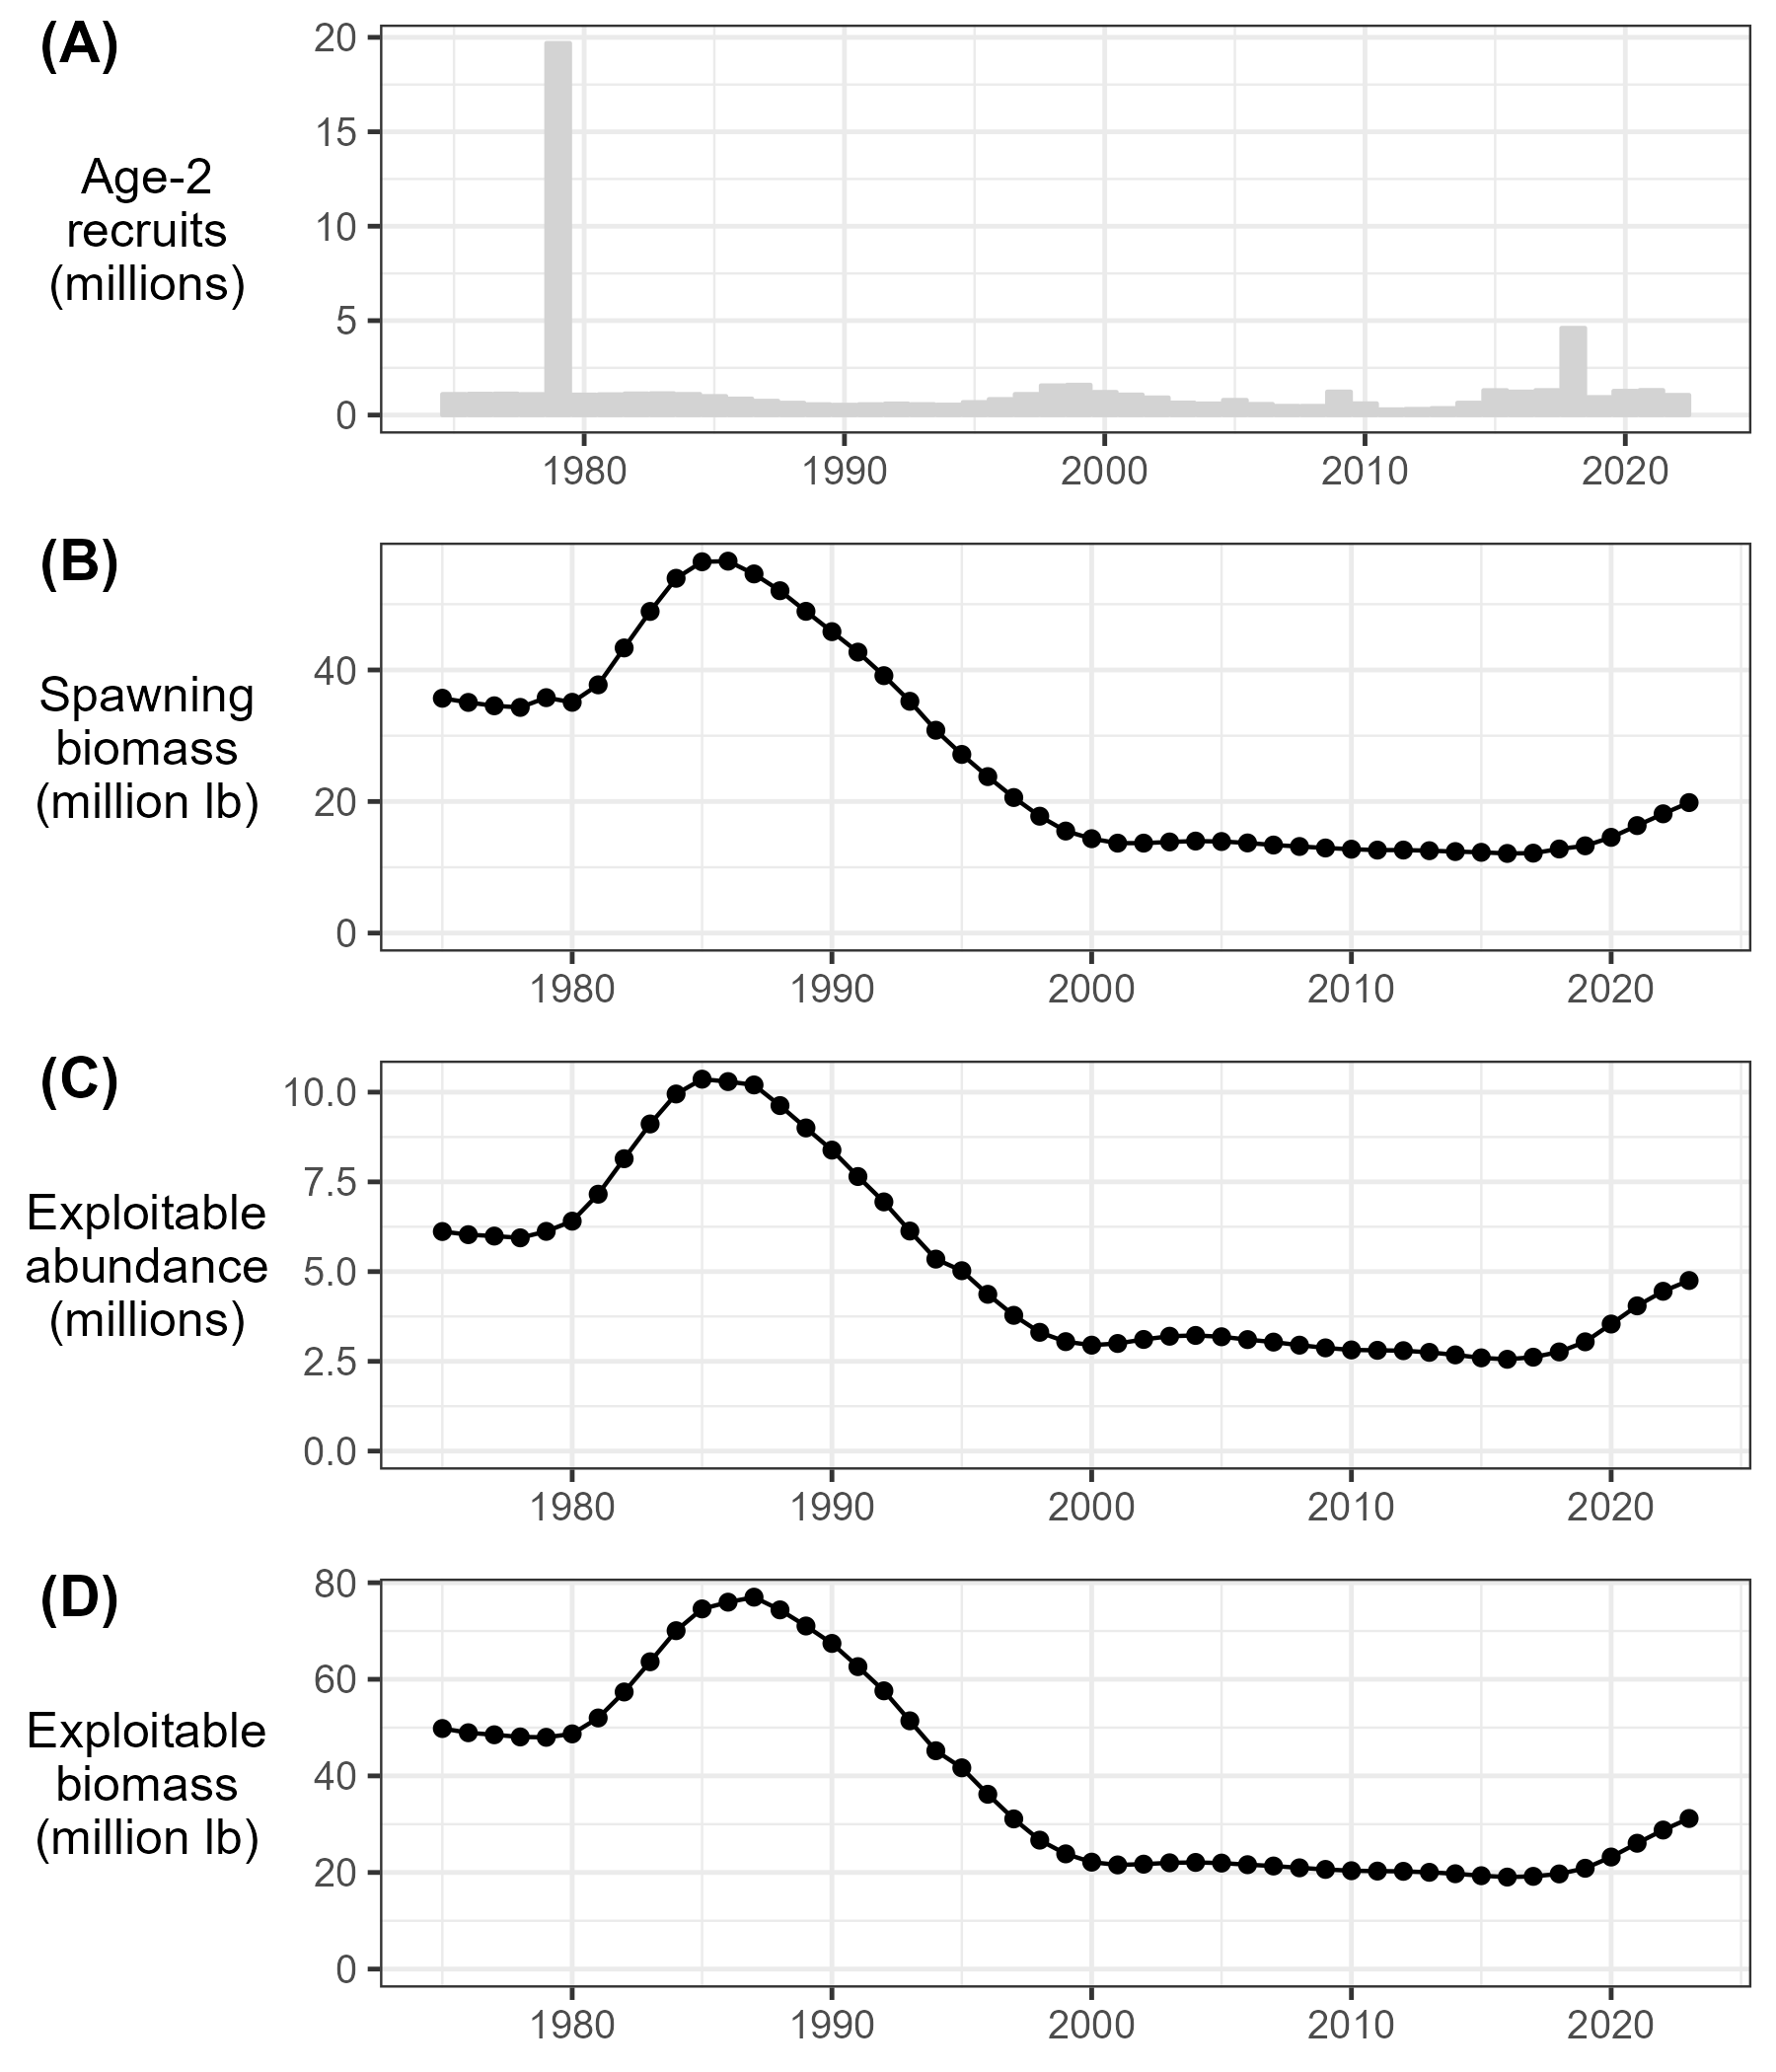 (A)
Age-2
recruits
(millions)
20
15
10
5
0
1980 1990 2000 2010 2020
(B)
Spawning
biomass
(million lb)
40
20
0
1980 1990 2000 2010 2020
(C)
Exploitable
abundance
(millions)
10.0
7.5
5.0
2.5
0.0
1980 1990 2000 2010 2020
(D)
Exploitable
biomass
(million lb)
80
60
40
20
0
1980 1990 2000 2010 2020